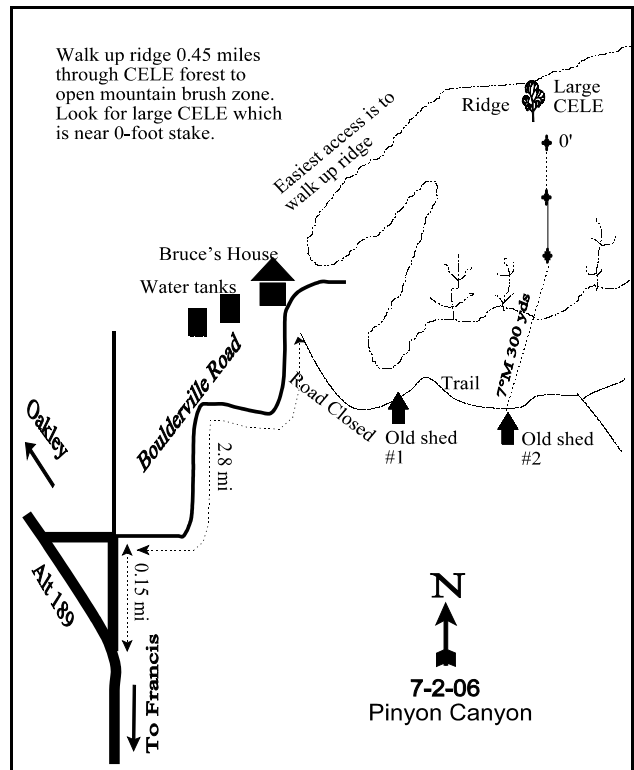 Walk up ridge 0.45 miles
through CELE forest to
open mountain brush zone.
Look for large CELE which
is near 0-foot stake.
Easiest access is to
walk up ridge
Ridge
Large
CELE
0'
Bruce's House
Water tanks
Boulderville Road
7°M 300 yds
Trail
Road Closed
Old shed
#1
Old shed
#2
Oakley
2.8 mi
Alt 189
0.15 mi
To Francis
N
7-2-06
Pinyon Canyon